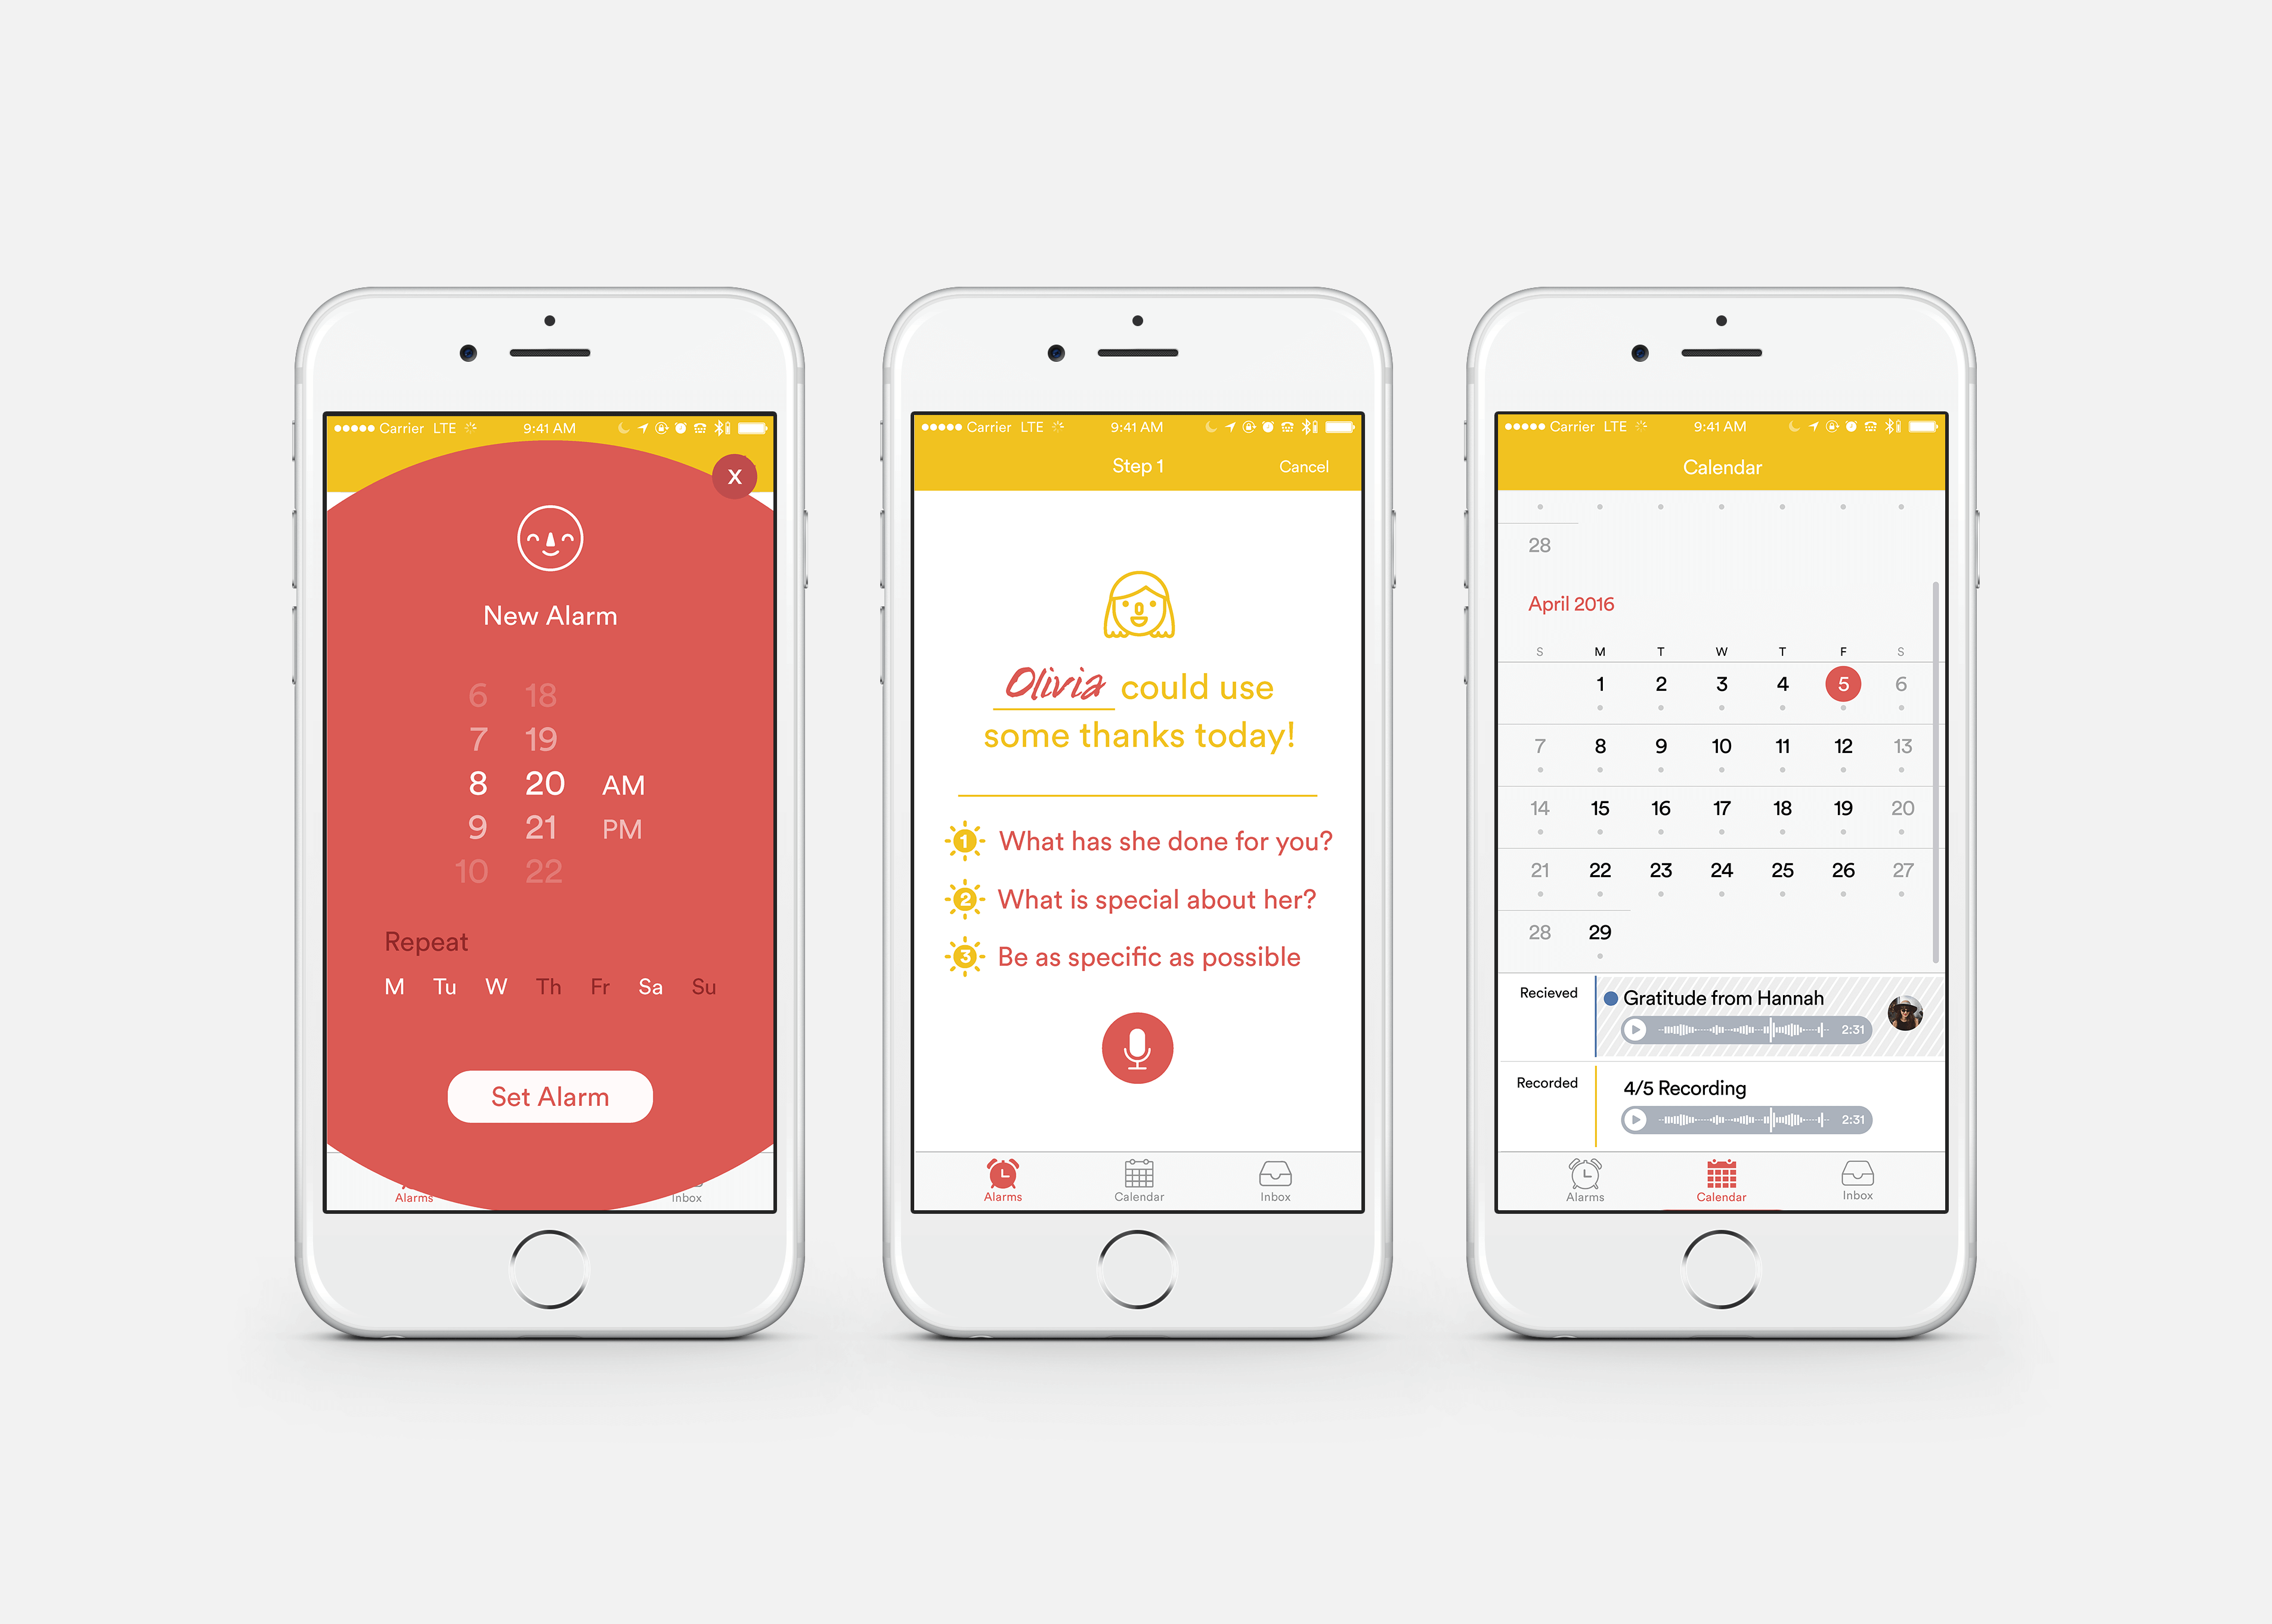 Carrier LTE 9:41 AM
X
New Alarm
6 18
7 19
8 20 AM
9 21 PM
10 22
Repeat
M Tu W Th Fr Sa Su
Set Alarm
Alarms Inbox
Carrier LTE 9:41 AM
Step 1 Cancel
Olivia could use
some thanks today!
1 What has she done for you?
2 What is special about her?
3 Be as specific as possible
Alarms Calendar Inbox
Carrier LTE 9:41 AM
Calendar
28
April 2016
S M T W T F S
1 2 3 4 5 6
7 8 9 10 11 12 13
14 15 16 17 18 19 20
21 22 23 24 25 26 27
28 29
Recieved Gratitude from Hannah
2:31
Recorded 4/5 Recording
2:31
Alarms Calendar Inbox